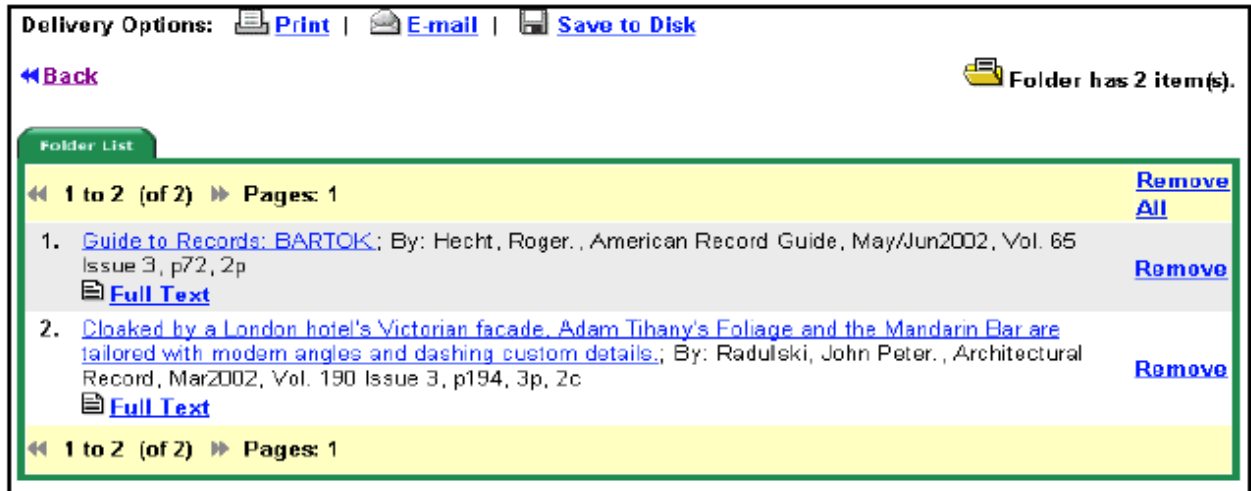 Delivery Options: Print | E-mail | Save to Disk
Back Folder has 2 item(s).
Folder List
1 to 2 (of 2) Pages: 1 Remove All
1. Guide to Records: BARTOK.; By: Hecht, Roger. , American Record Guide, May/Jun2002, Vol. 65
Issue 3, p72, 2p
Remove
Full Text
2. Cloaked by a London hotel's Victorian facade, Adam Tihany's Foliage and the Mandarin Bar are
tailored with modern angles and dashing custom details.; By: Radulski, John Peter. , Architectural
Record, Mar2002, Vol. 190 Issue 3, p194, 3p, 2c
Remove
Full Text
1 to 2 (of 2) Pages: 1